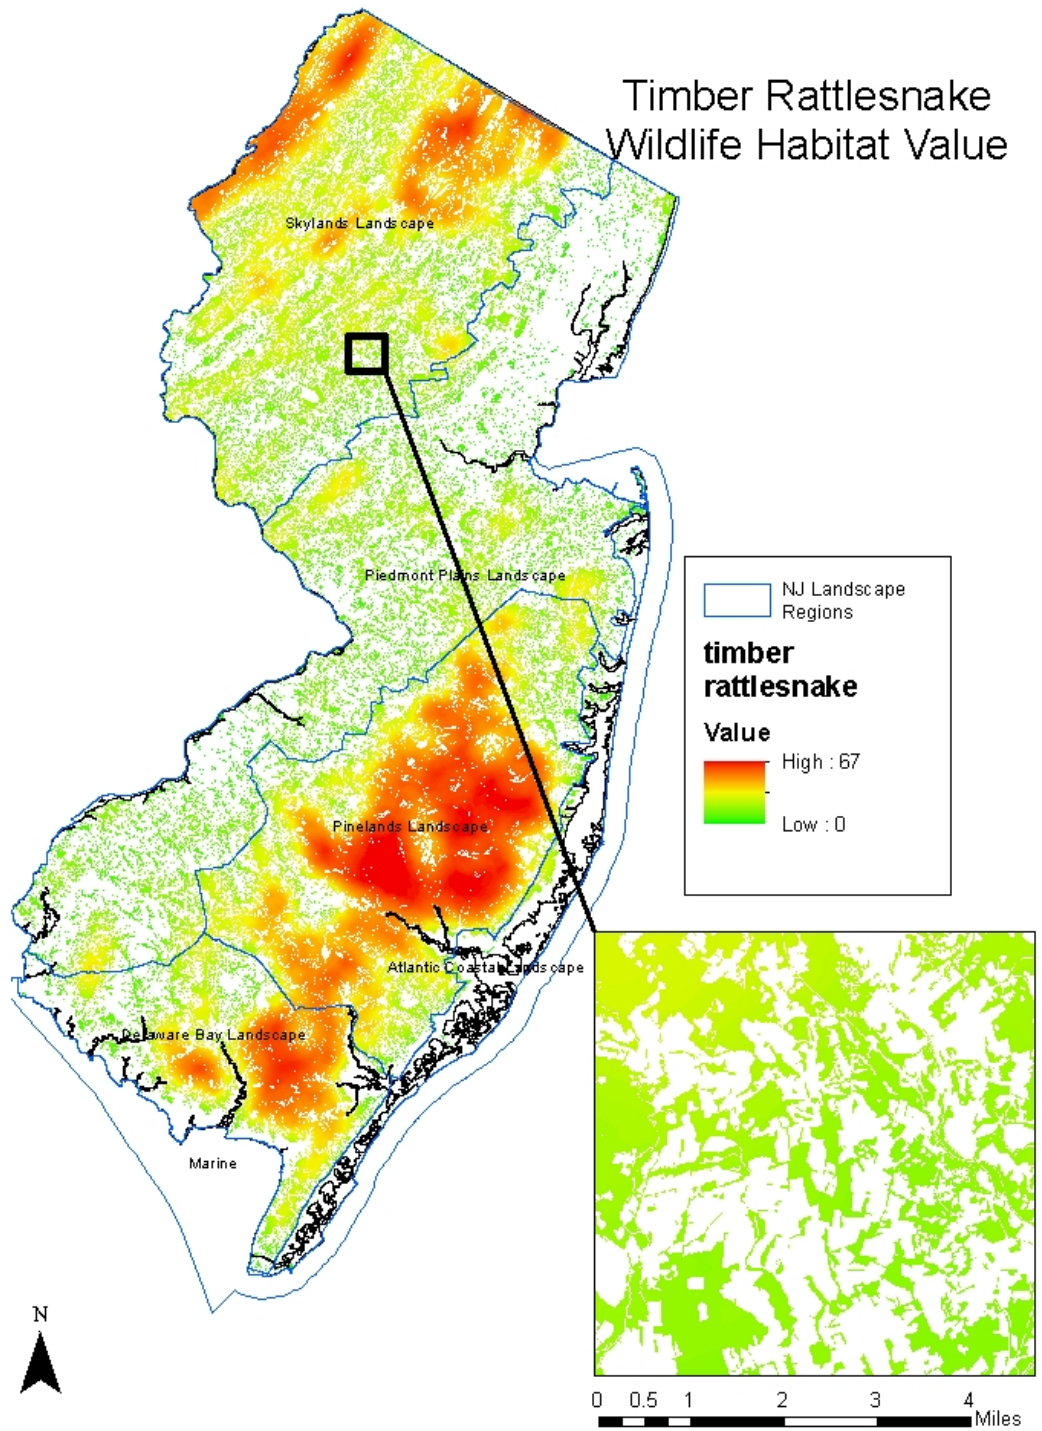 Timber Rattlesnake
Wildlife Habitat Value
Skylands Landscape
Piedmont Plains Landscape
NJ Landscape
Regions
timber
rattlesnake
Value
High : 67
Low : 0
Pinelands Landscape
Atlantic Coastal Landscape
Delaware Bay Landscape
Marine
N
0 0.5 1 2 3 4
Miles